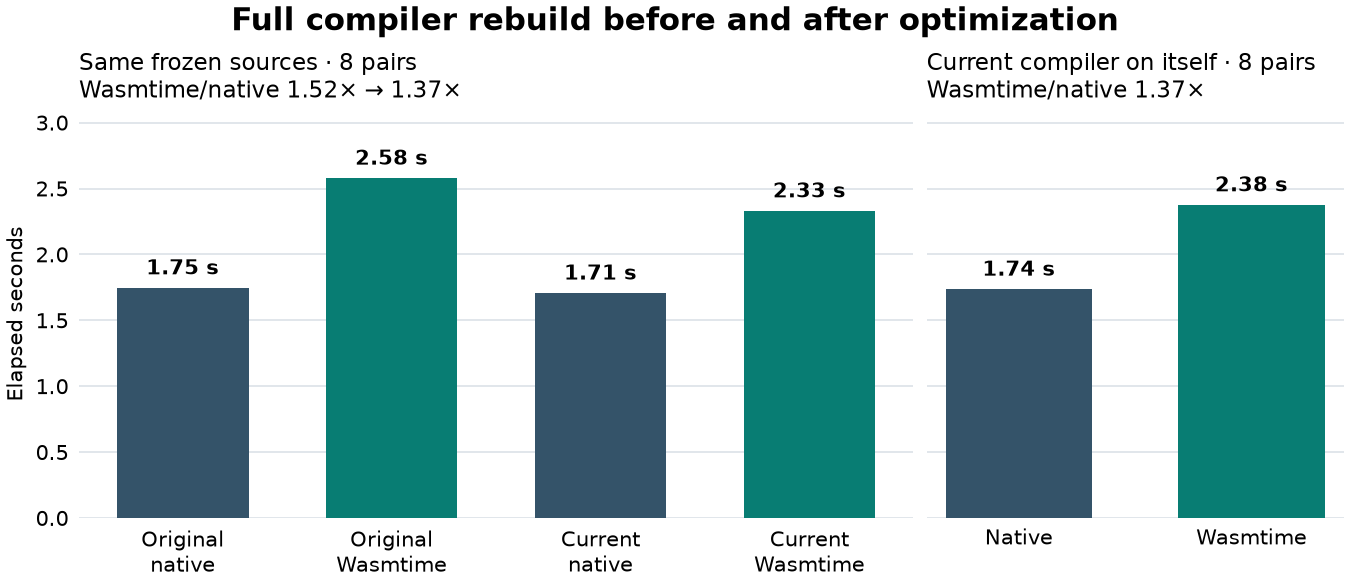 Full compiler rebuild before and after optimization
Same frozen sources · 8 pairs
Wasmtime/native 1.52× → 1.37×
Current compiler on itself · 8 pairs
Wasmtime/native 1.37×
Elapsed seconds
3.0
2.5
2.0
1.5
1.0
0.5
0.0
1.75 s
2.58 s
1.71 s
2.33 s
1.74 s
2.38 s
Original
native
Original
Wasmtime
Current
native
Current
Wasmtime
Native
Wasmtime